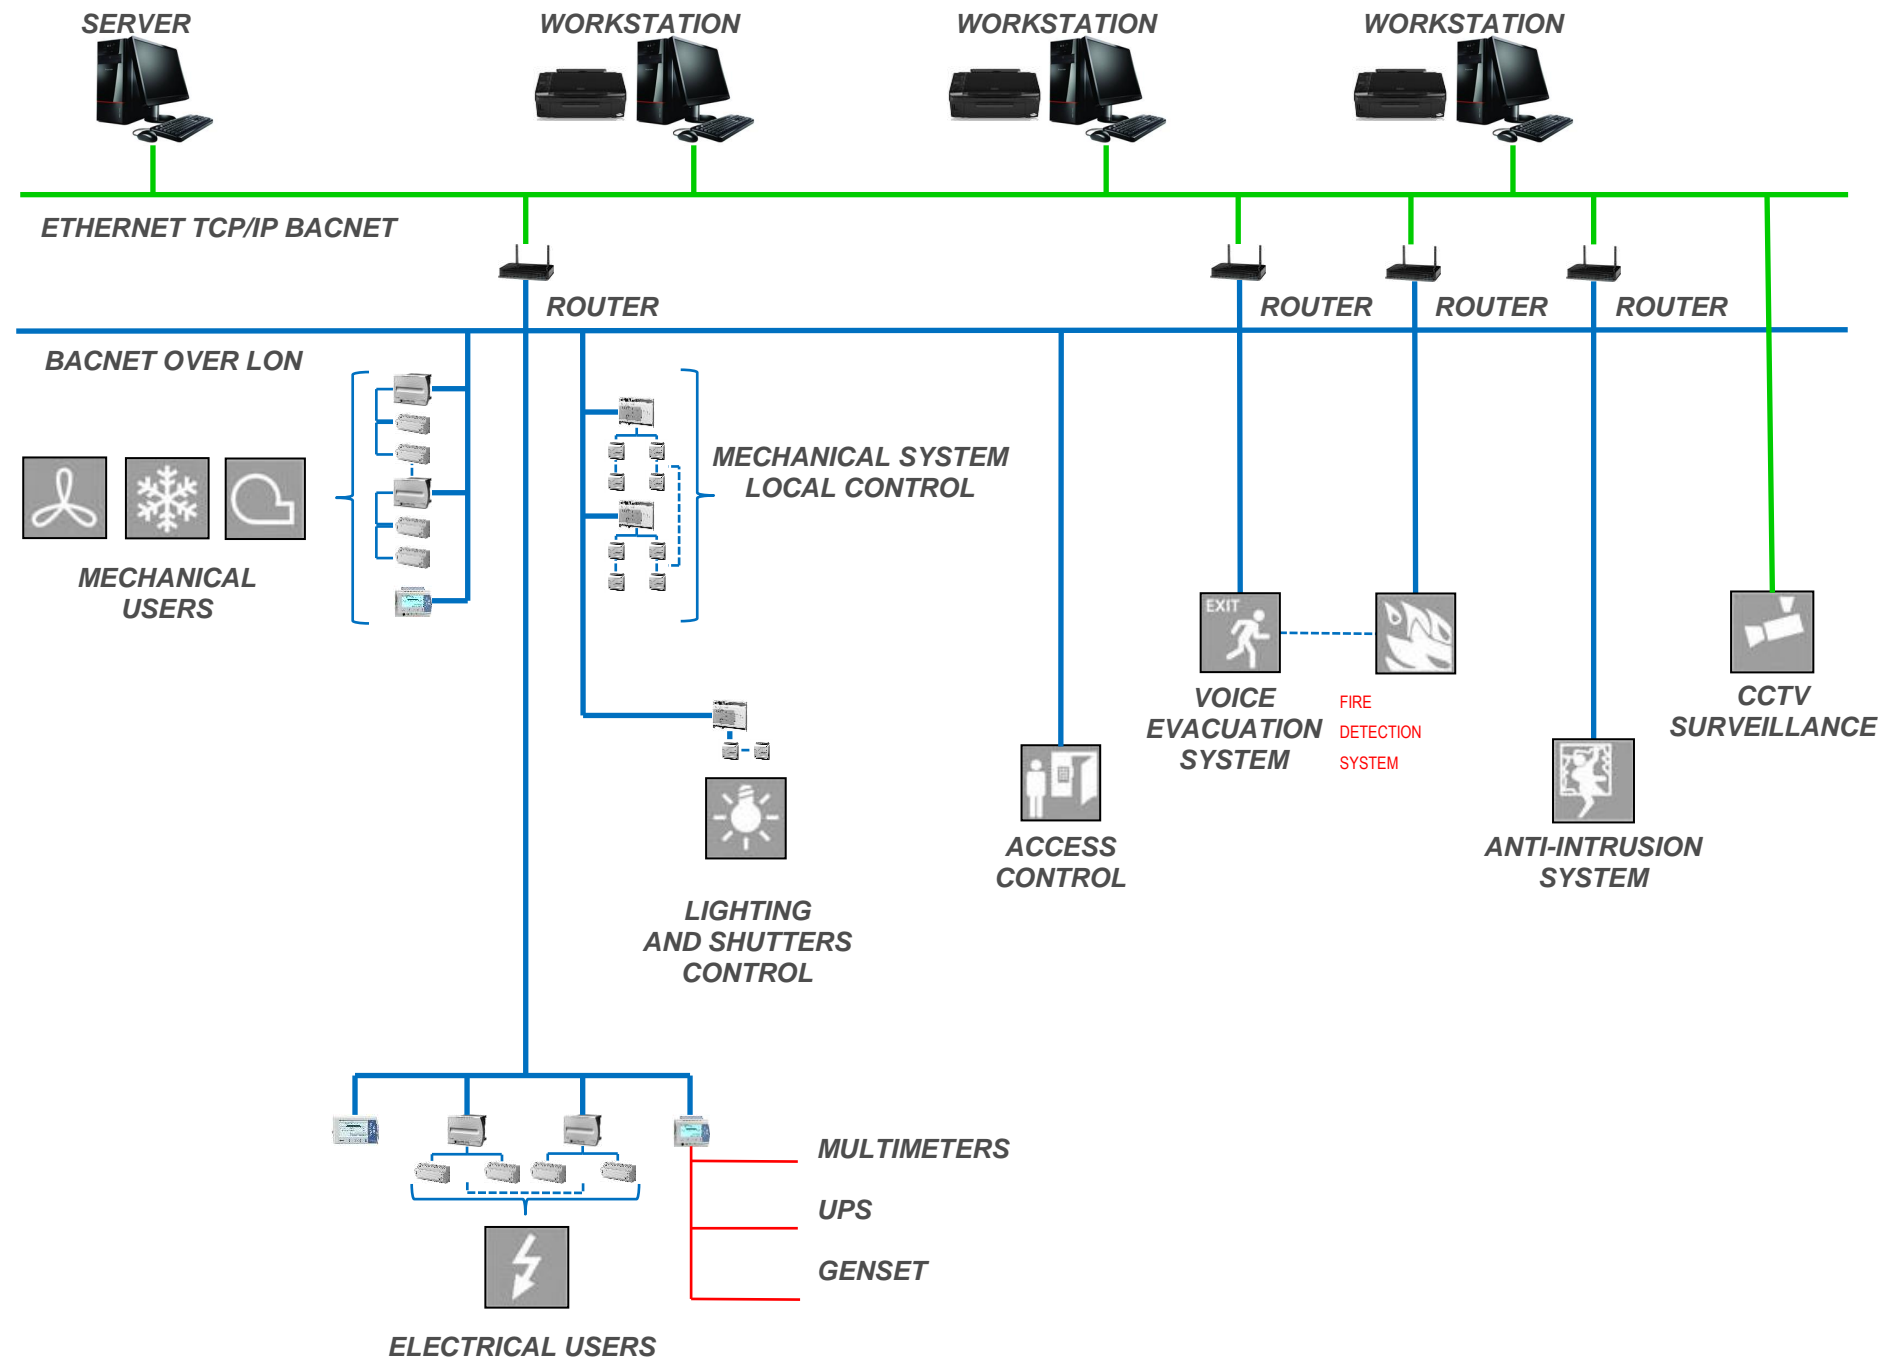 SERVER
WORKSTATION
WORKSTATION
WORKSTATION
ETHERNET TCP/IP BACNET
ROUTER
ROUTER
ROUTER
ROUTER
BACNET OVER LON
MECHANICAL SYSTEM
LOCAL CONTROL
MECHANICAL
USERS
EXIT
VOICE
EVACUATION
SYSTEM
FIRE
DETECTION
SYSTEM
CCTV
SURVEILLANCE
ACCESS
CONTROL
ANTI-INTRUSION
SYSTEM
LIGHTING
AND SHUTTERS
CONTROL
MULTIMETERS
UPS
GENSET
ELECTRICAL USERS